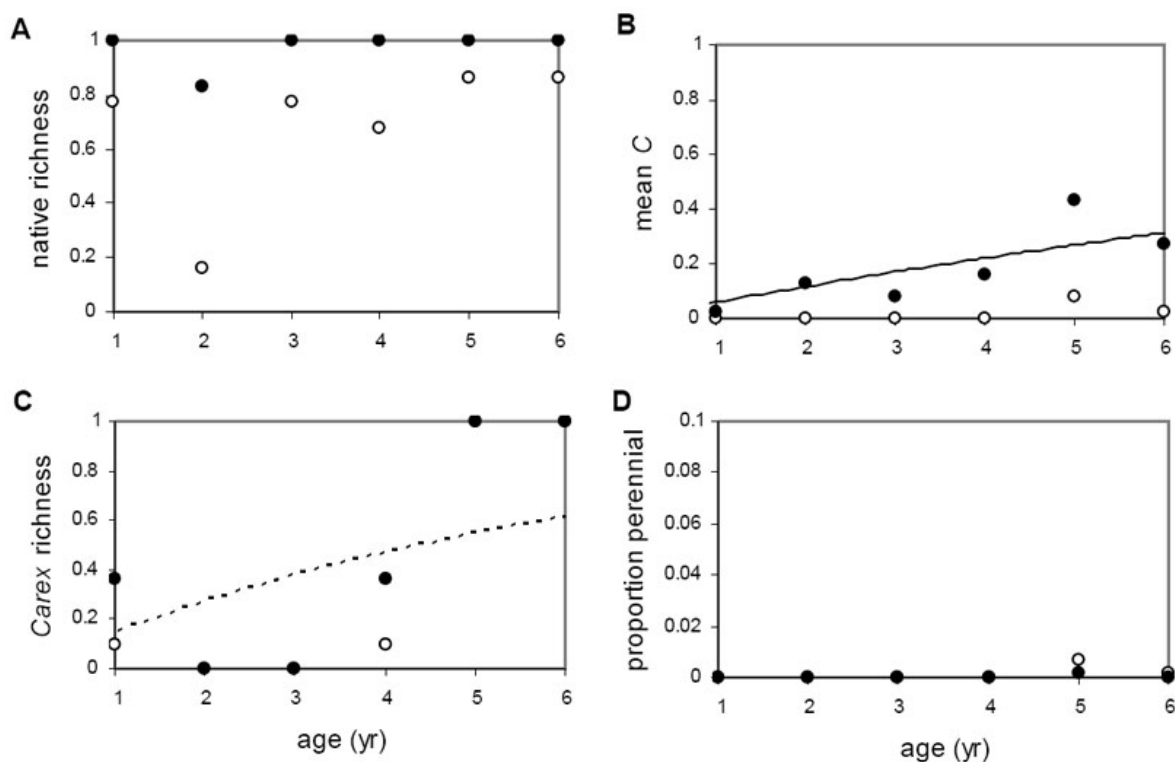 A
native richness
1
0.8
0.6
0.4
0.2
0
1 2 3 4 5 6
B
mean C
1
0.8
0.6
0.4
0.2
0
1 2 3 4 5 6
C
Carex richness
1
0.8
0.6
0.4
0.2
0
1 2 3 4 5 6
age (yr)
D
proportion perennial
0.1
0.08
0.06
0.04
0.02
0
1 2 3 4 5 6
age (yr)